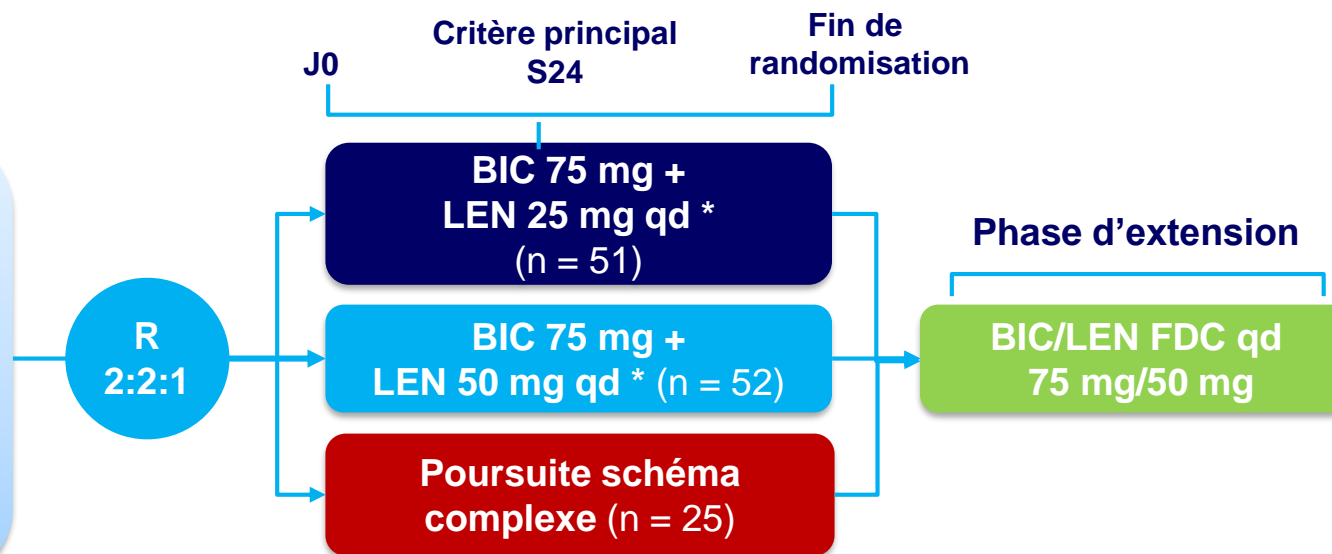 J0
Critère principal
S24
Fin de
randomisation
BIC 75 mg +
LEN 25 mg qd *
(n = 51)
R
2:2:1
BIC 75 mg +
LEN 50 mg qd * (n = 52)
Poursuite schéma
complexe (n = 25)
Phase d’extension
BIC/LEN FDC qd
75 mg/50 mg